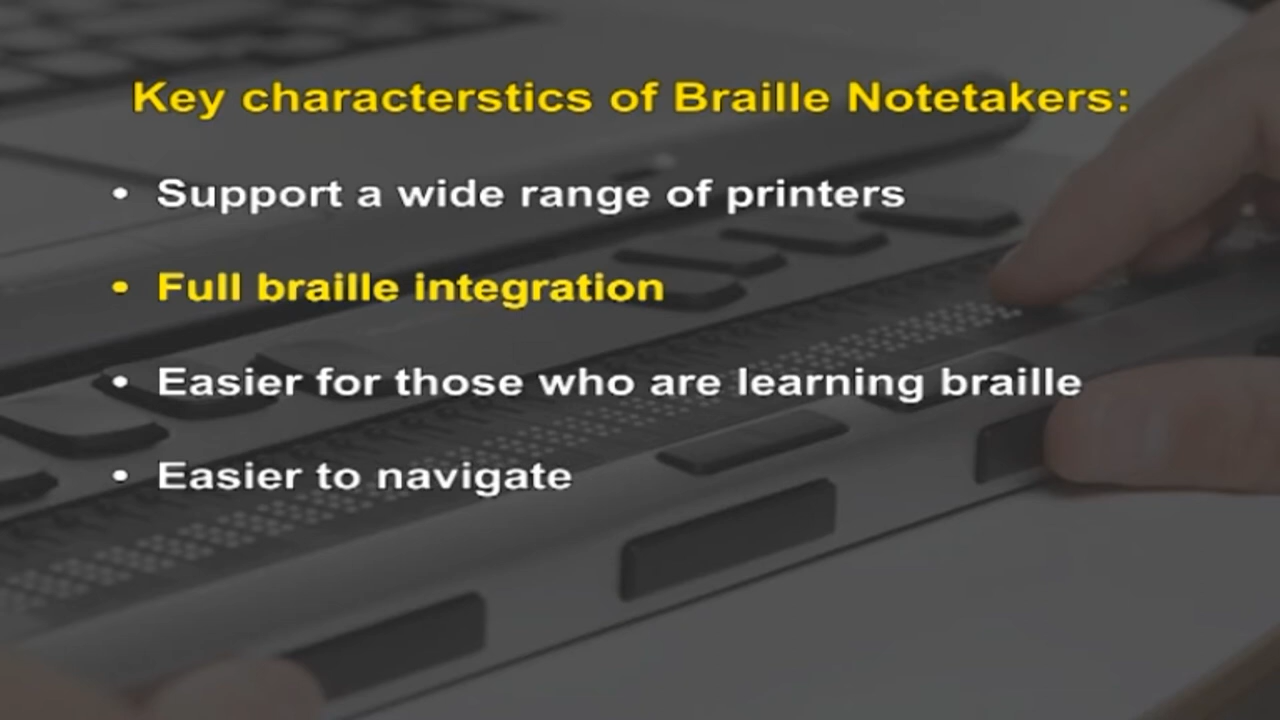 Key characterstics of Braille Notetakers:
• Support a wide range of printers
• Full braille integration
• Easier for those who are learning braille
• Easier to navigate